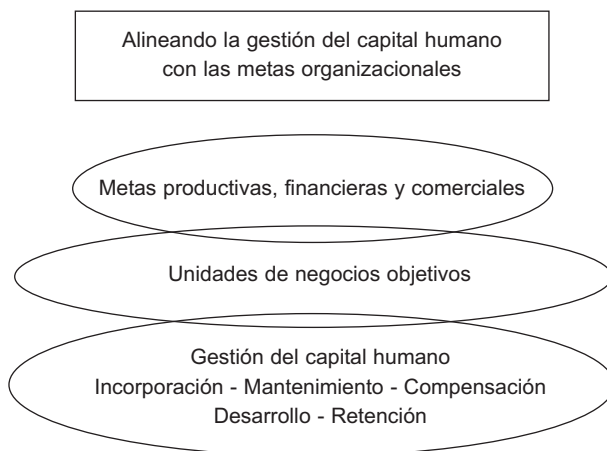 Alineando la gestión del capital humano
con las metas organizacionales
Metas productivas, financieras y comerciales
Unidades de negocios objetivos
Gestión del capital humano
Incorporación - Mantenimiento - Compensación
Desarrollo - Retención